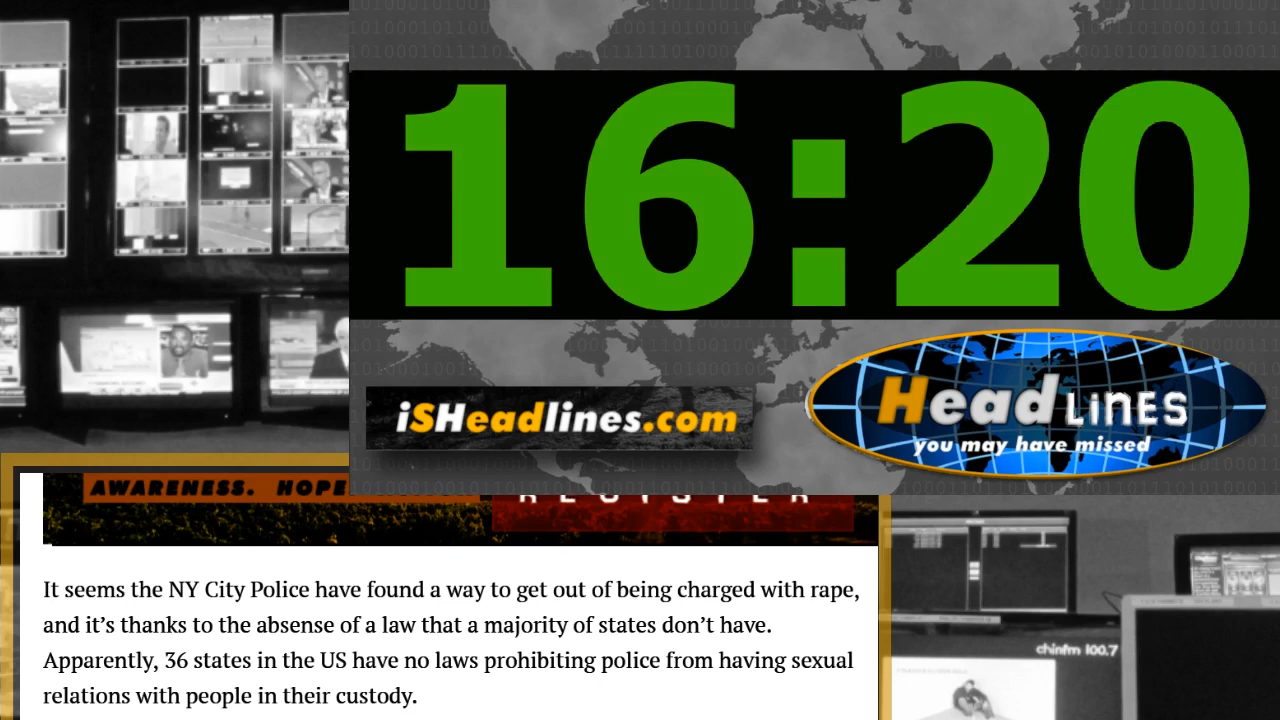 16:20
iSHeadlines.com
HeadLINES
you may have missed
AWARENESS. HOPE
It seems the NY City Police have found a way to get out of being charged with rape,
and it's thanks to the absense of a law that a majority of states don't have.
Apparently, 36 states in the US have no laws prohibiting police from having sexual
relations with people in their custody.
chinfm 100.7